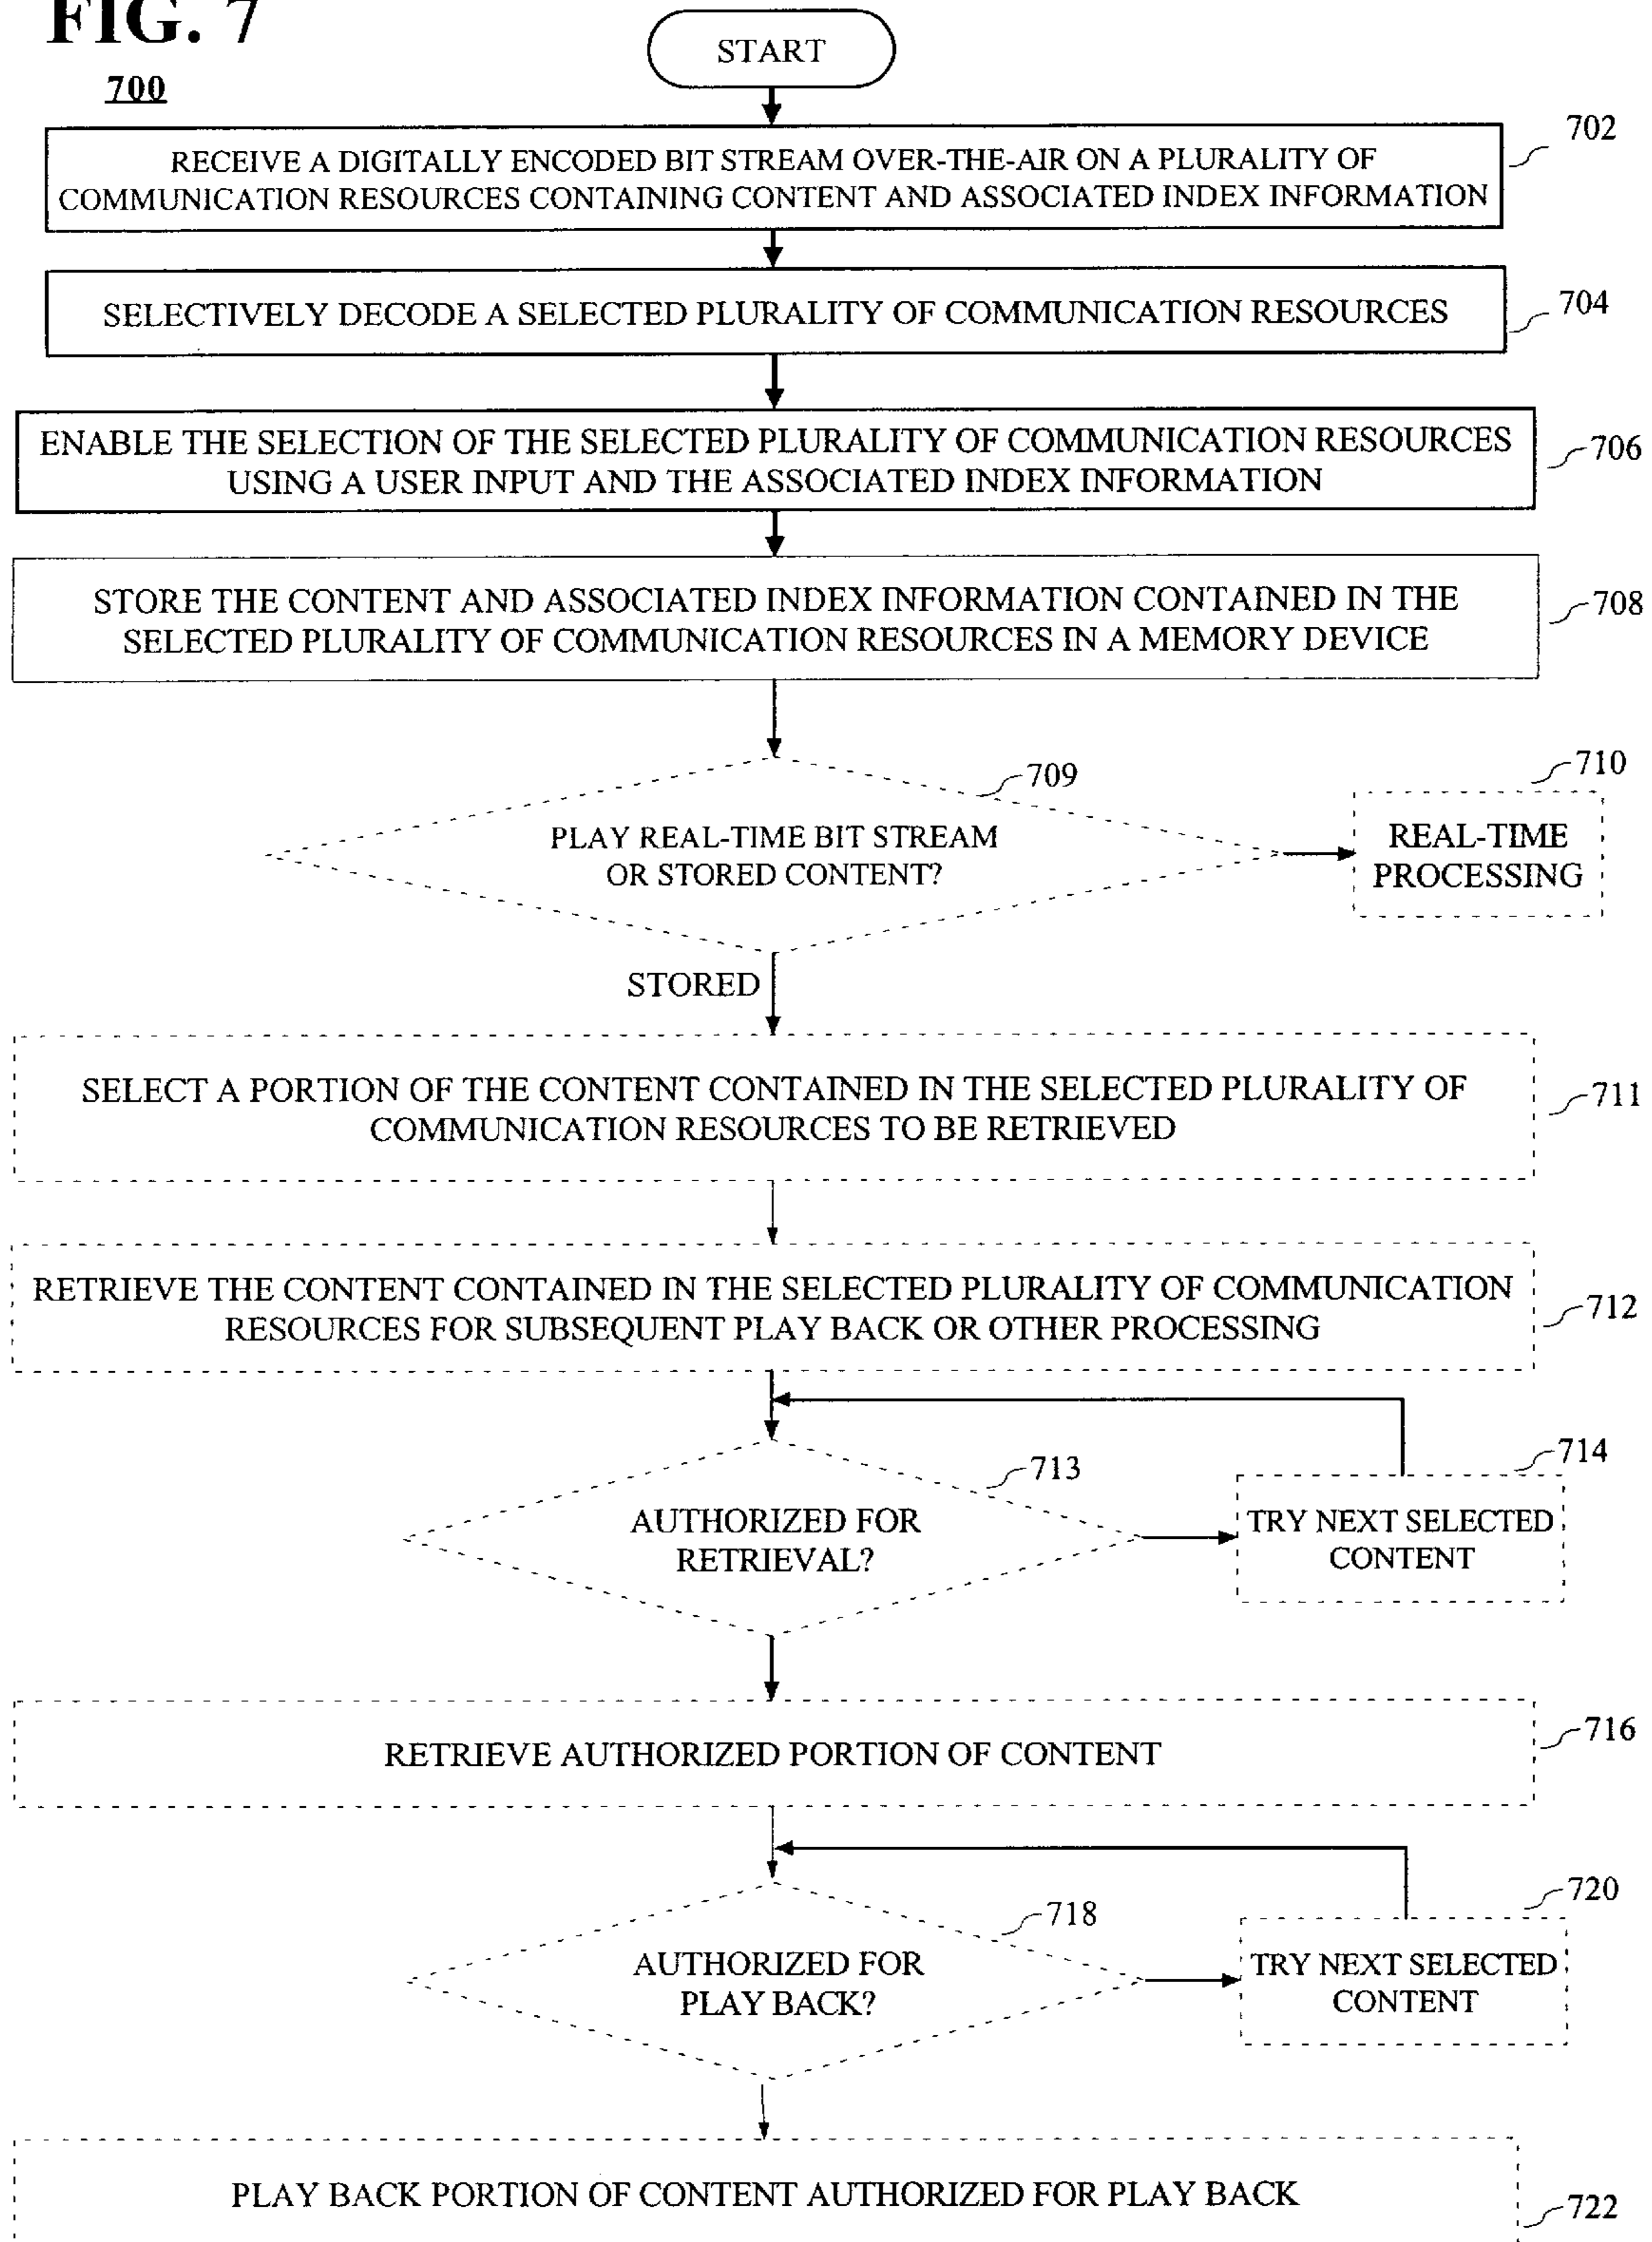 FIG. 7
700
START
RECEIVE A DIGITALLY ENCODED BIT STREAM OVER-THE-AIR ON A PLURALITY OF
COMMUNICATION RESOURCES CONTAINING CONTENT AND ASSOCIATED INDEX INFORMATION
702
SELECTIVELY DECODE A SELECTED PLURALITY OF COMMUNICATION RESOURCES
704
ENABLE THE SELECTION OF THE SELECTED PLURALITY OF COMMUNICATION RESOURCES
USING A USER INPUT AND THE ASSOCIATED INDEX INFORMATION
706
STORE THE CONTENT AND ASSOCIATED INDEX INFORMATION CONTAINED IN THE
SELECTED PLURALITY OF COMMUNICATION RESOURCES IN A MEMORY DEVICE
708
709
PLAY REAL-TIME BIT STREAM
OR STORED CONTENT?
710
REAL-TIME
PROCESSING
STORED
SELECT A PORTION OF THE CONTENT CONTAINED IN THE SELECTED PLURALITY OF
COMMUNICATION RESOURCES TO BE RETRIEVED
711
RETRIEVE THE CONTENT CONTAINED IN THE SELECTED PLURALITY OF COMMUNICATION
RESOURCES FOR SUBSEQUENT PLAY BACK OR OTHER PROCESSING
712
713
AUTHORIZED FOR
RETRIEVAL?
714
TRY NEXT SELECTED
CONTENT
RETRIEVE AUTHORIZED PORTION OF CONTENT
716
718
AUTHORIZED FOR
PLAY BACK?
720
TRY NEXT SELECTED
CONTENT
PLAY BACK PORTION OF CONTENT AUTHORIZED FOR PLAY BACK
722